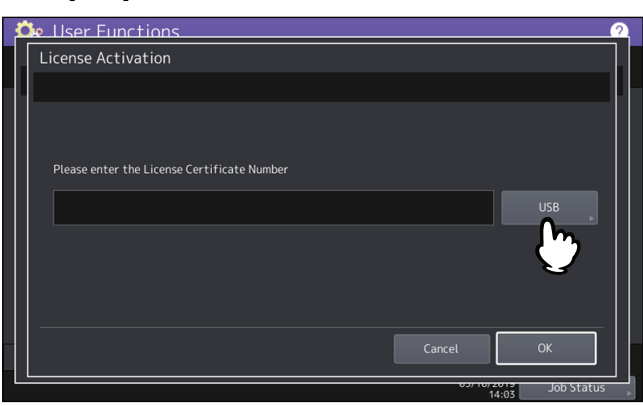 User Functions
?
License Activation
Please enter the License Certificate Number
USB
Cancel
OK
14:03
Job Status